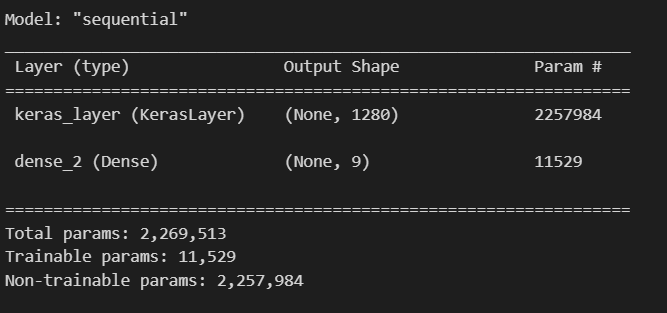 Model: "sequential"
_________________________________________________________________
Layer (type) Output Shape Param #
=================================================================
keras_layer (KerasLayer) (None, 1280) 2257984
dense_2 (Dense) (None, 9) 11529
=================================================================
Total params: 2,269,513
Trainable params: 11,529
Non-trainable params: 2,257,984